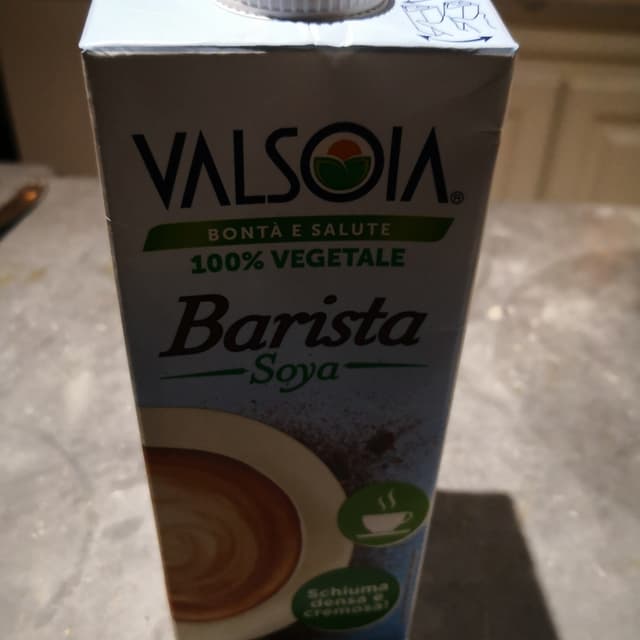 VALSOIA®
BONTÀ E SALUTE
100% VEGETALE
Barista
Soya
Schiuma
densa e
cremosa!